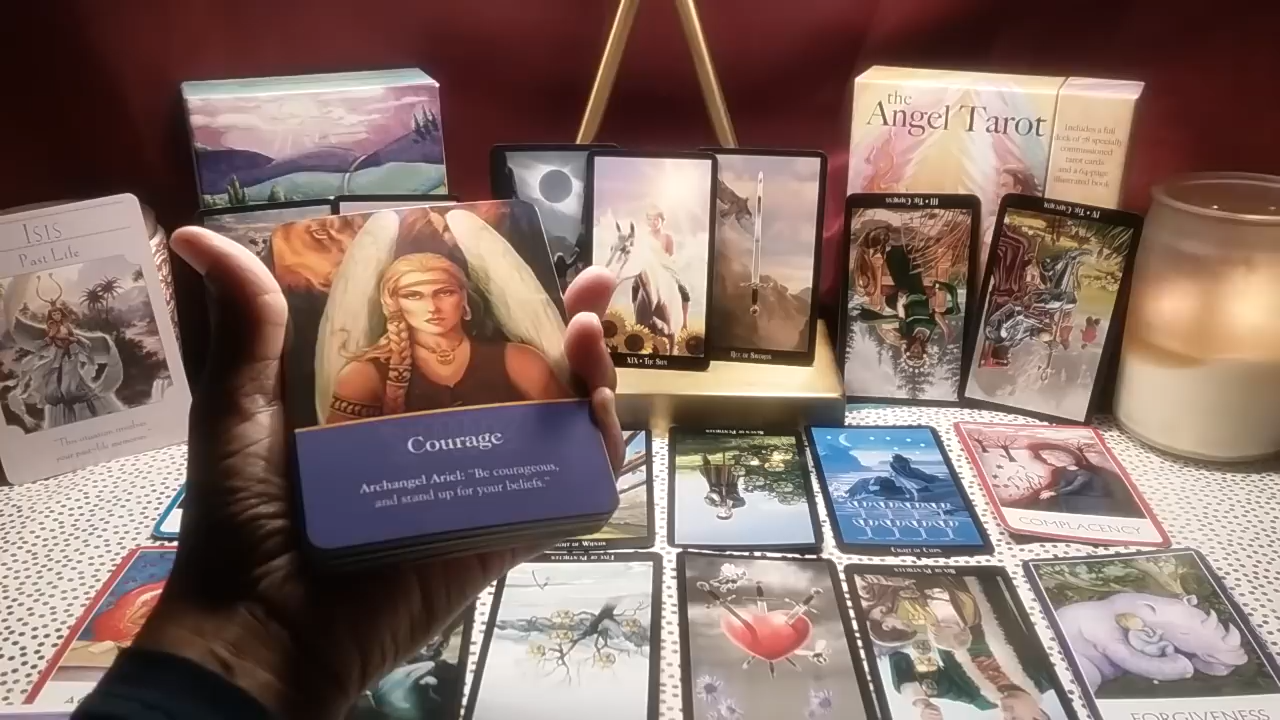 the
Angel Tarot
Includes a full
deck of 78 specially
commissioned
tarot cards
and a 64-page
illustrated book
ISIS
Past Life
This situation involves
your past-life memories.
III • The Empress
IV • The Emperor
XIX • The Sun
Ace of Swords
Courage
Archangel Ariel: "Be courageous,
and stand up for your beliefs."
Eight of Cups
COMPLACENCY
Five of Pentacles
Six of Pentacles
FORGIVENESS